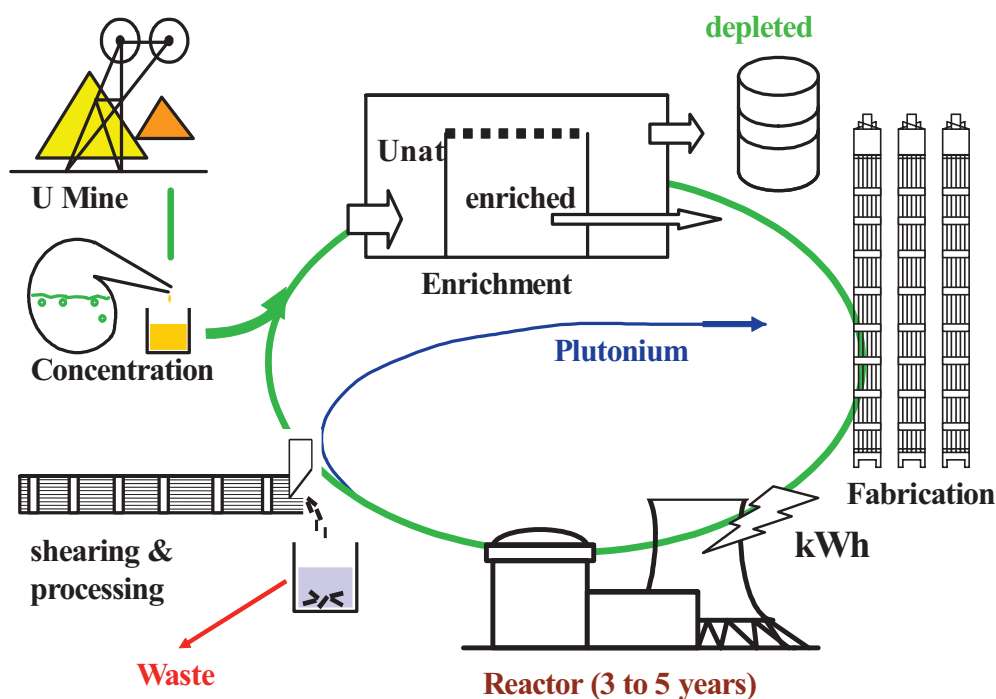 depleted
Unat
U Mine
enriched
Enrichment
Concentration
Plutonium
Fabrication
shearing &
processing
kWh
Waste
Reactor (3 to 5 years)